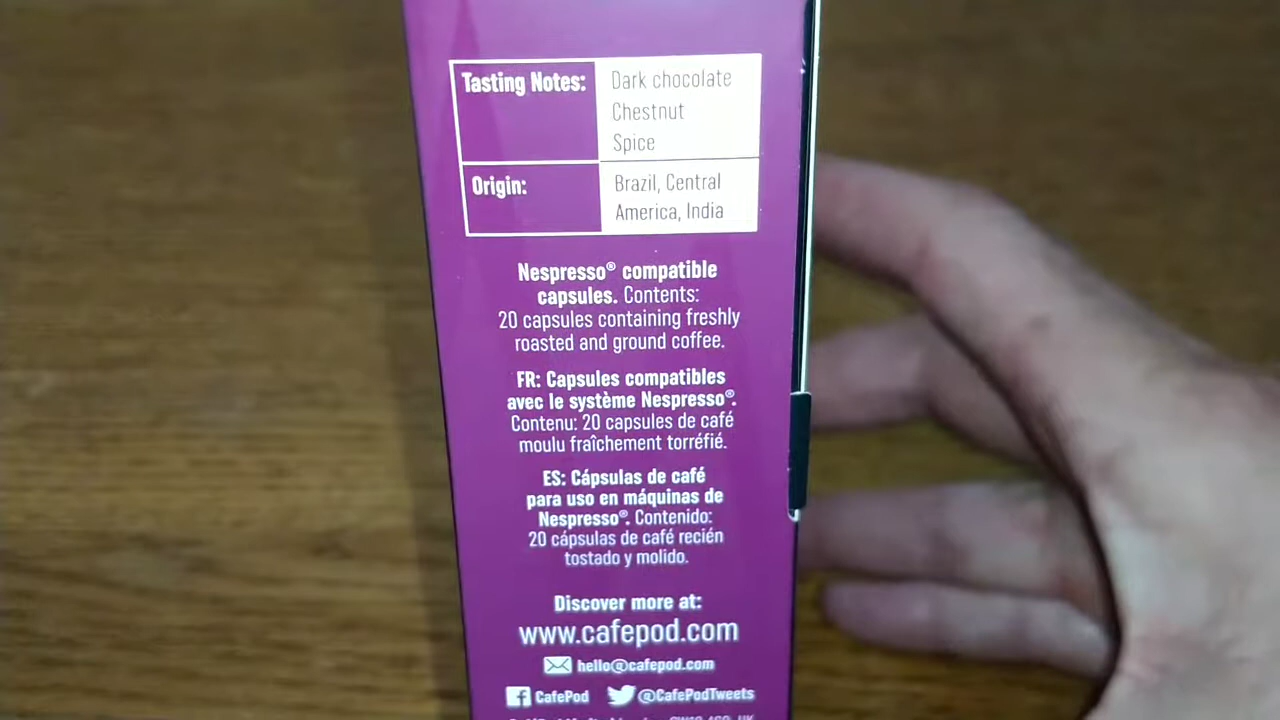 Tasting Notes:
Dark chocolate
Chestnut
Spice
Origin:
Brazil, Central
America, India
Nespresso® compatible
capsules. Contents:
20 capsules containing freshly
roasted and ground coffee.
FR: Capsules compatibles
avec le système Nespresso®.
Contenu: 20 capsules de café
moulu fraîchement torréfié.
ES: Cápsulas de café
para uso en máquinas de
Nespresso®. Contenido:
20 cápsulas de café recién
tostado y molido.
Discover more at:
www.cafepod.com
hello@cafepod.com
CafePod @CafePodTweets